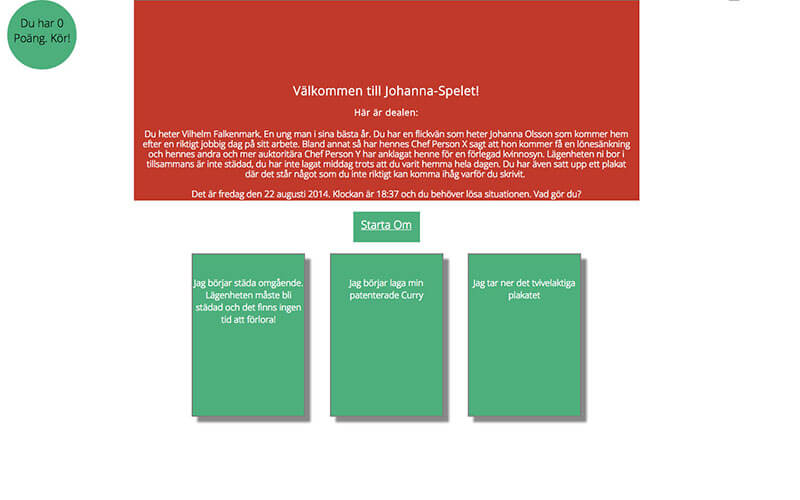 Du har 0
Poäng. Kör!
Välkommen till Johanna-Spelet!
Här är dealen:
Du heter Vilhelm Falkenmark. En ung man i sina bästa år. Du har en flickvän som heter Johanna Olsson som kommer hem
efter en riktigt jobbig dag på sitt arbete. Bland annat så har hennes Chef Person X sagt att hon kommer få en lönesänkning
och hennes andra och mer auktoritära Chef Person Y har anklagat henne för en förlegad kvinnosyn. Lägenheten ni bor i
tillsammans är inte städad, du har inte lagat middag trots att du varit hemma hela dagen. Du har även satt upp ett plakat
där det står något som du inte riktigt kan komma ihåg varför du skrivit.
Det är fredag den 22 augusti 2014. Klockan är 18:37 och du behöver lösa situationen. Vad gör du?
Starta Om
Jag börjar städa omgående.
Lägenheten måste bli
städad och det finns ingen
tid att förlora!
Jag börjar laga min
patenterade Curry
Jag tar ner det tvivelaktiga
plakatet